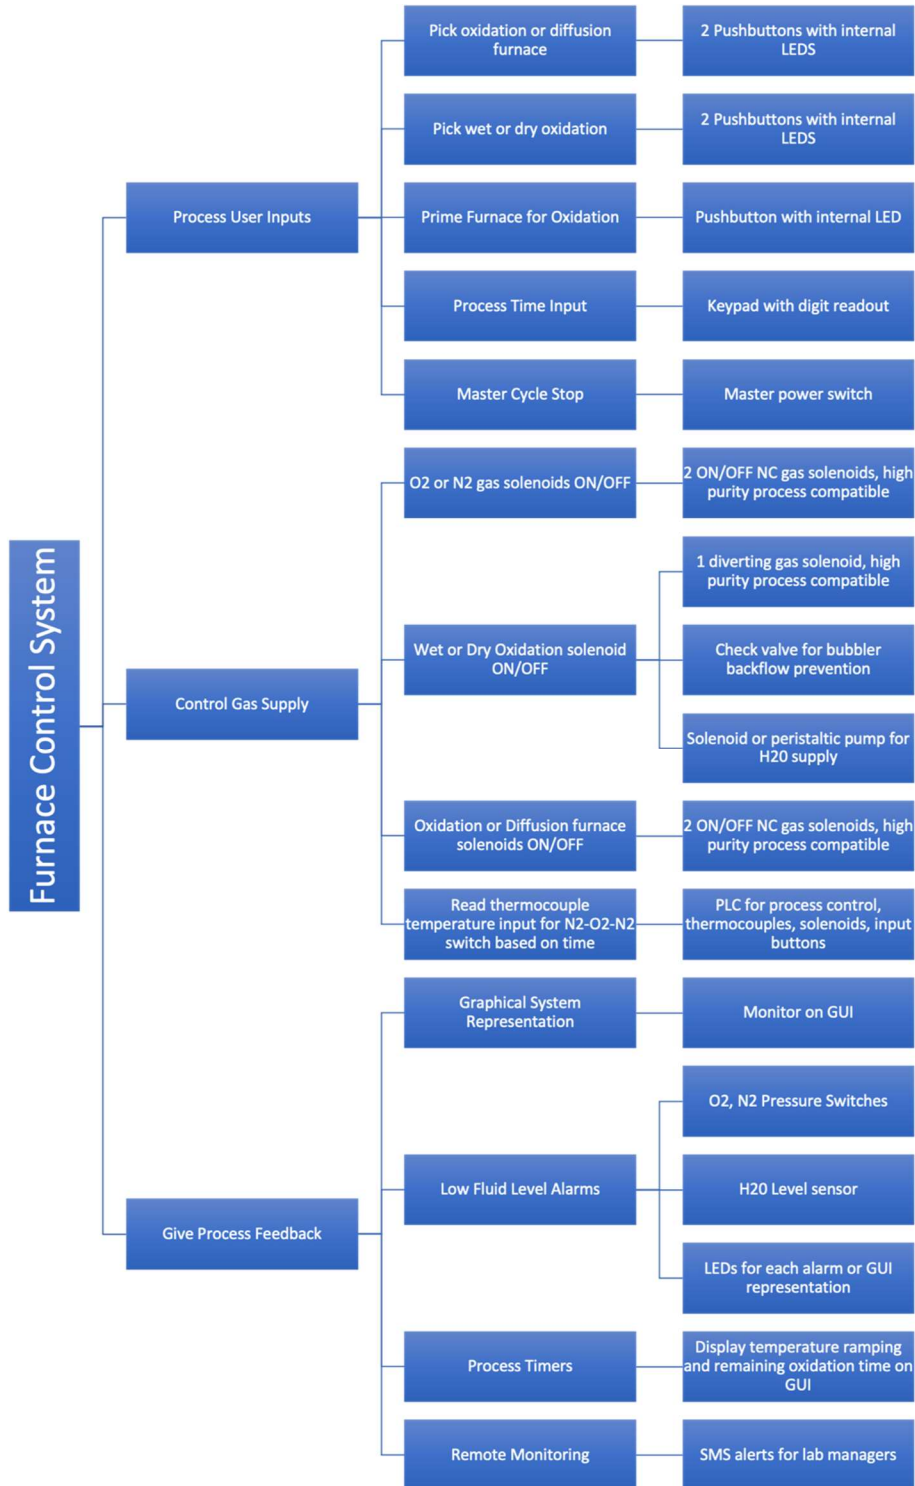 Furnace Control System
Process User Inputs
Pick oxidation or diffusion
furnace
2 Pushbuttons with internal
LEDS
Pick wet or dry oxidation
2 Pushbuttons with internal
LEDS
Prime Furnace for Oxidation
Pushbutton with internal LED
Process Time Input
Keypad with digit readout
Master Cycle Stop
Master power switch
Control Gas Supply
O2 or N2 gas solenoids ON/OFF
2 ON/OFF NC gas solenoids, high
purity process compatible
Wet or Dry Oxidation solenoid
ON/OFF
1 diverting gas solenoid, high
purity process compatible
Check valve for bubbler
backflow prevention
Solenoid or peristaltic pump for
H20 supply
Oxidation or Diffusion furnace
solenoids ON/OFF
2 ON/OFF NC gas solenoids, high
purity process compatible
Read thermocouple
temperature input for N2-O2-N2
switch based on time
PLC for process control,
thermocouples, solenoids, input
buttons
Give Process Feedback
Graphical System
Representation
Monitor on GUI
Low Fluid Level Alarms
O2, N2 Pressure Switches
H20 Level sensor
LEDs for each alarm or GUI
representation
Process Timers
Display temperature ramping
and remaining oxidation time on
GUI
Remote Monitoring
SMS alerts for lab managers